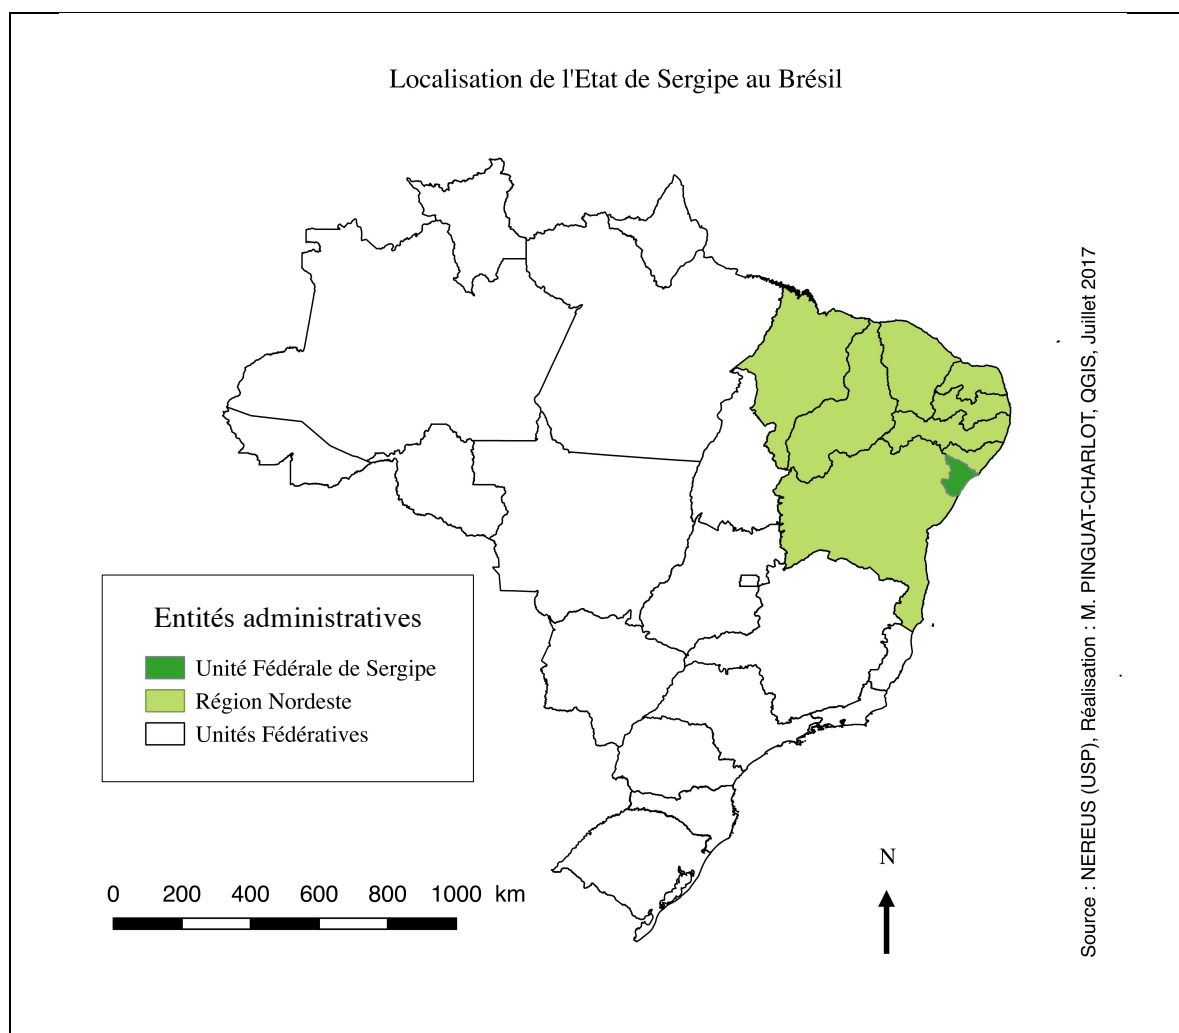 Localisation de l'Etat de Sergipe au Brésil
Entités administratives
Unité Fédérale de Sergipe
Région Nordeste
Unités Fédératives
0 200 400 600 800 1000 km
N
Source : NEREUS (USP), Réalisation : M. PINGUAT-CHARLOT, QGIS, Juillet 2017